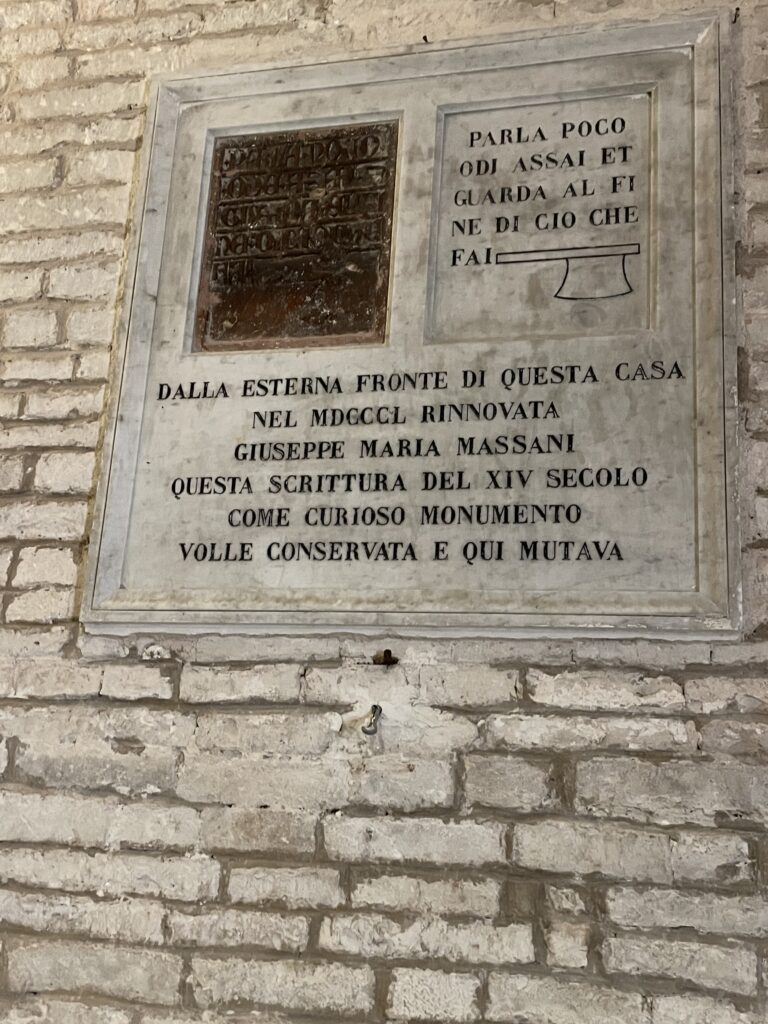 PARLA POCO
ODJ ASSAI ET
GUARDA AL FI
NE DI CIO CHE
FAI
DALLA ESTERNA FRONTE DI QUESTA CASA
NEL MDCCCL RINNOVATA
GIUSEPPE MARIA MASSANI
QUESTA SCRITTURA DEL XIV SECOLO
COME CURIOSO MONUMENTO
VOLLE CONSERVATA E QUI MUTAVA